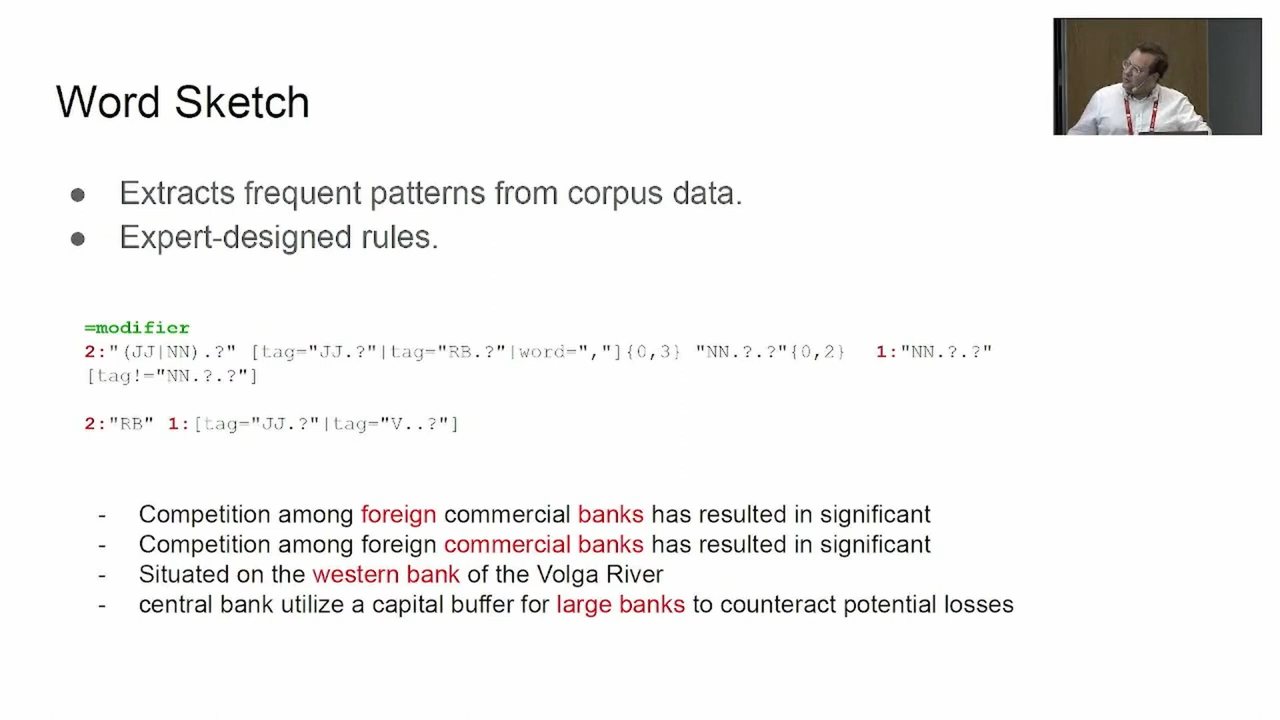 Word Sketch
● Extracts frequent patterns from corpus data.
● Expert-designed rules.
=modifier
2:"(JJ|NN).?" [tag="JJ.?"|tag="RB.?"|word=","]{0,3} "NN.?.?"{0,2} 1:"NN.?.?"
[tag!="NN.?.?"]
2:"RB" 1:[tag="JJ.?"|tag="V..?"]
- Competition among foreign commercial banks has resulted in significant
- Competition among foreign commercial banks has resulted in significant
- Situated on the western bank of the Volga River
- central bank utilize a capital buffer for large banks to counteract potential losses